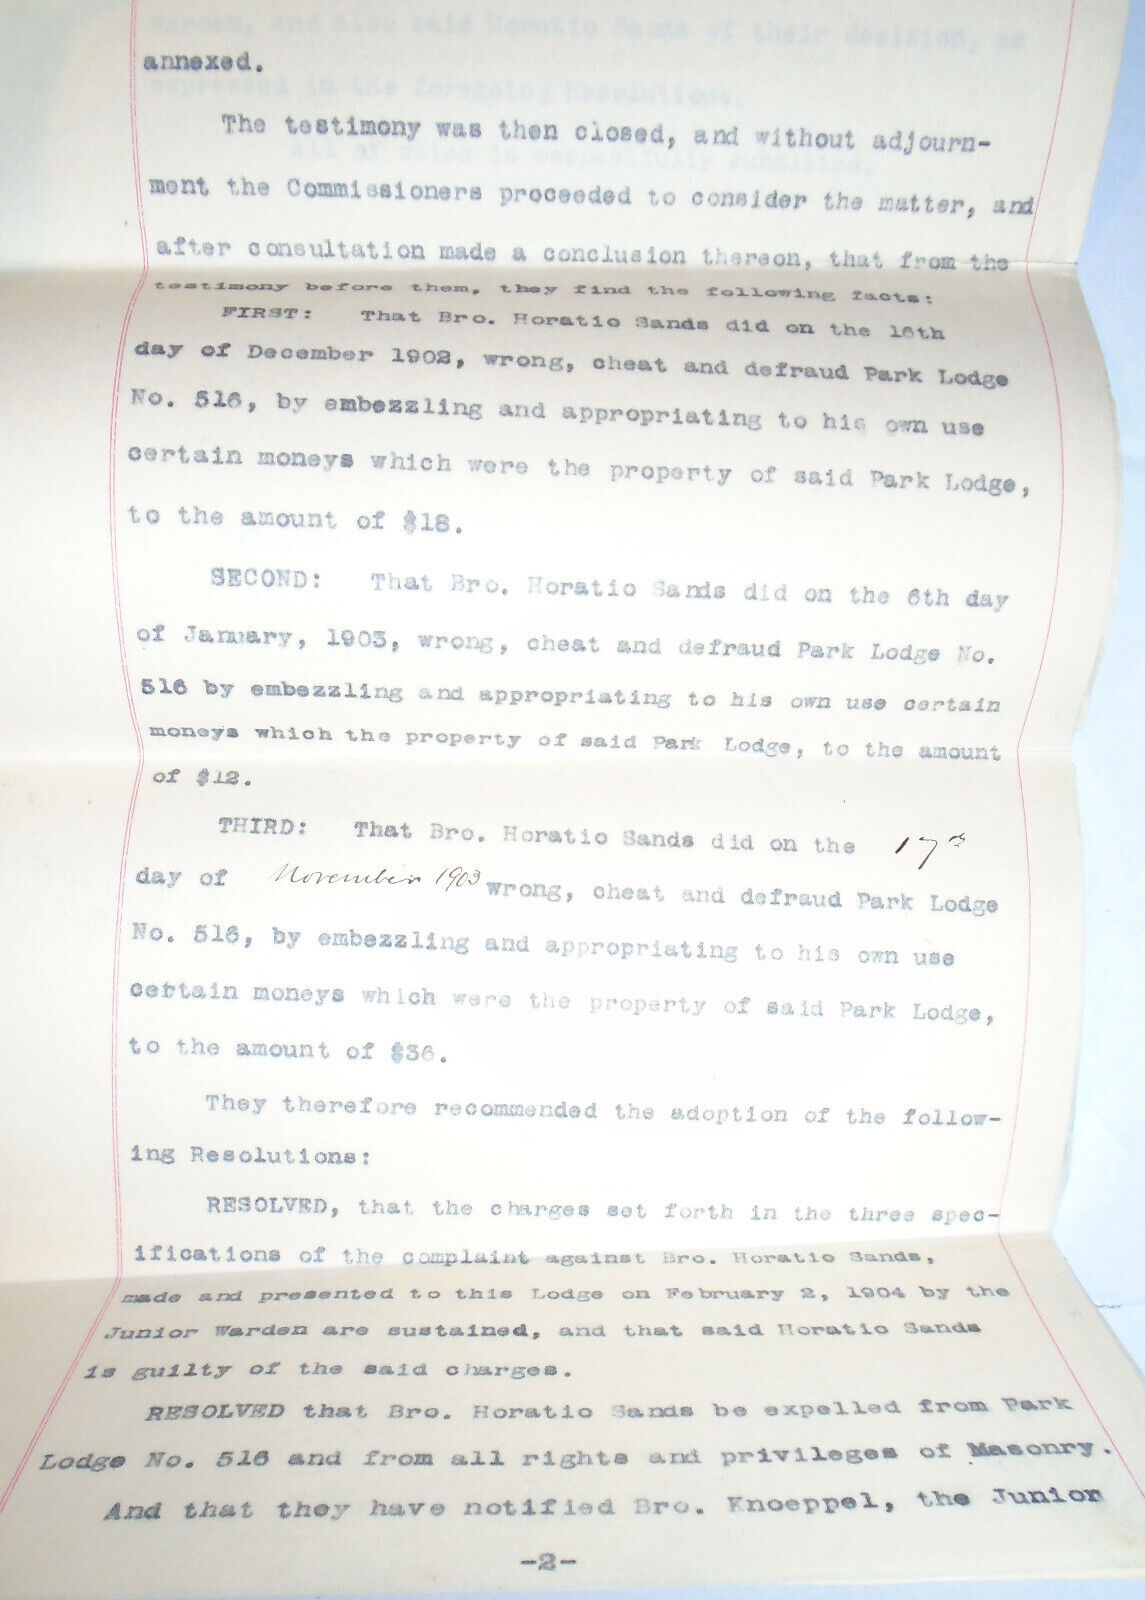 annexed.
The testimony was then closed, and without adjourn-
ment the Commissioners proceeded to consider the matter, and
after consultation made a conclusion thereon, that from the
testimony before them, they find the following facts:
FIRST: That Bro. Horatio Sands did on the 16th
day of December 1902, wrong, cheat and defraud Park Lodge
No. 516, by embezzling and appropriating to his own use
certain moneys which were the property of said Park Lodge,
to the amount of $18.
SECOND: That Bro. Horatio Sands did on the 6th day
of January, 1903, wrong, cheat and defraud Park Lodge No.
516 by embezzling and appropriating to his own use certain
moneys which the property of said Park Lodge, to the amount
of $12.
THIRD: That Bro. Horatio Sands did on the 17th
day of November 1903 wrong, cheat and defraud Park Lodge
No. 516, by embezzling and appropriating to his own use
certain moneys which were the property of said Park Lodge,
to the amount of $36.
They therefore recommended the adoption of the follow-
ing Resolutions:
RESOLVED, that the charges set forth in the three spec-
ifications of the complaint against Bro. Horatio Sands,
made and presented to this Lodge on February 2, 1904 by the
Junior Warden are sustained, and that said Horatio Sands
is guilty of the said charges.
RESOLVED that Bro. Horatio Sands be expelled from Park
Lodge No. 516 and from all rights and privileges of Masonry.
And that they have notified Bro. Knoeppel, the Junior
-2-